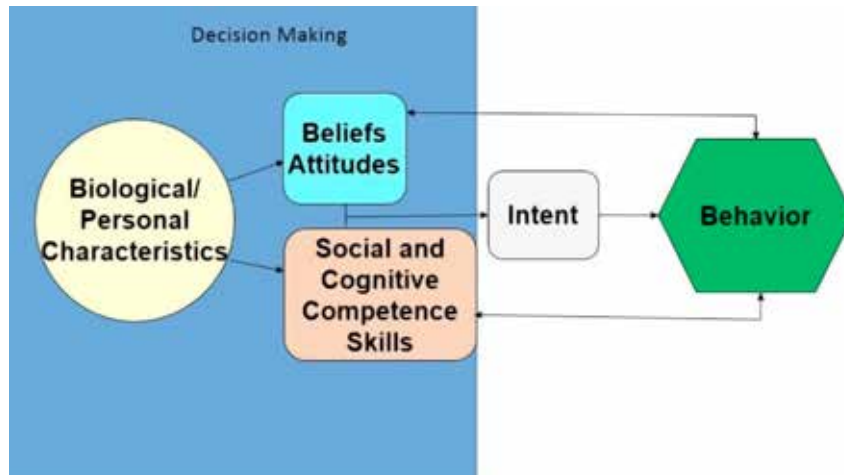 Decision Making
Beliefs
Attitudes
Biological/
Personal
Characteristics
Intent
Behavior
Social and
Cognitive
Competence
Skills